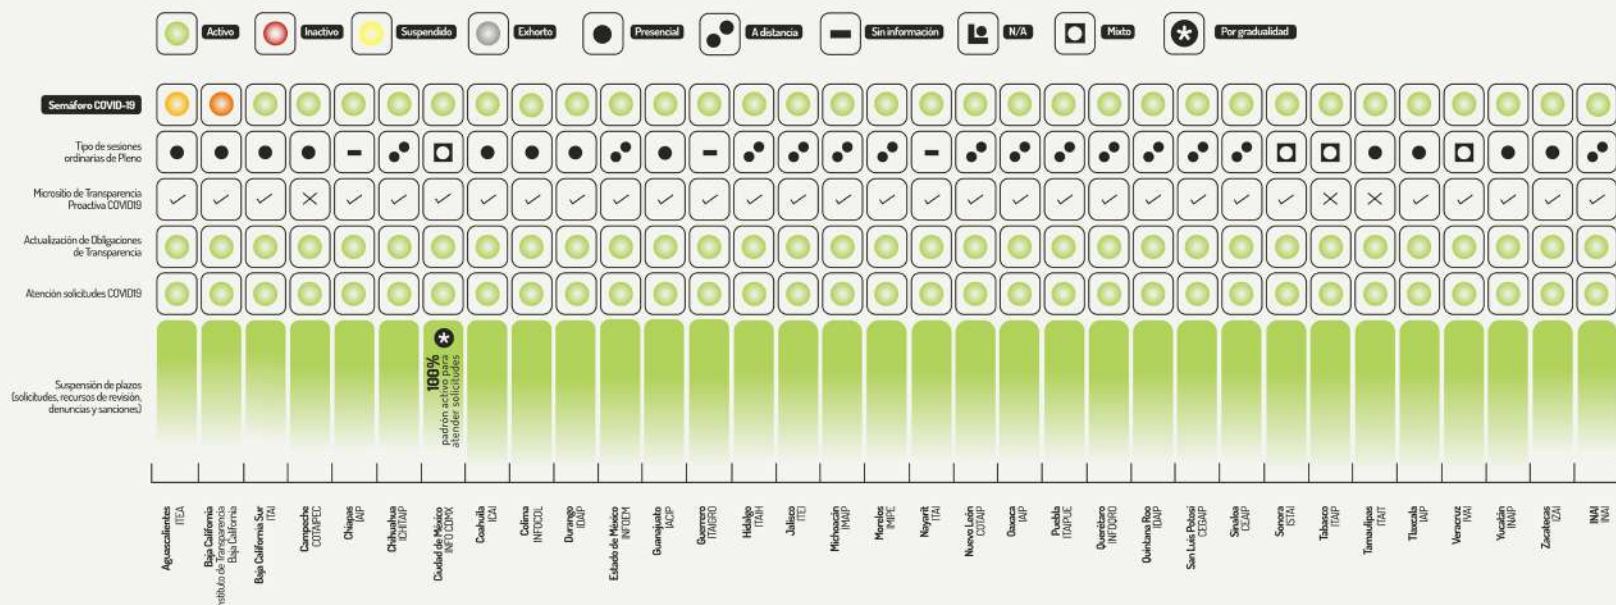 Activo
Inactivo
Suspendido
Exhorto
Presencial
A distancia
Sin información
N/A
Mixto
Por gradualidad
Semáforo COVID-19
Tipo de sesiones
ordinarias de Pleno
Micrositio de Transparencia
Proactiva COVID19
Actualización de Obligaciones
de Transparencia
Atención solicitudes COVID19
Suspensión de plazos
(solicitudes, recursos de revisión,
denuncias y sanciones)
100%
padrón activo para
atender solicitudes
Aguascalientes
ITEA
Baja California
Instituto de Transparencia
Baja California
Baja California Sur
ITAI
Campeche
COTAIPEC
Chiapas
IAIP
Chihuahua
ICHITAIP
Ciudad de México
INFO CDMX
Coahuila
ICAI
Colima
INFOCOL
Durango
IDAIP
Estado de México
INFOEM
Guanajuato
IACIP
Guerrero
ITAIGRO
Hidalgo
ITAIH
Jalisco
ITEI
Michoacán
IMAIP
Morelos
IMIPE
Nayarit
ITAI
Nuevo León
COTAIP
Oaxaca
IAIP
Puebla
ITAIPUE
Querétaro
INFOQRO
Quintana Roo
IDAIP
San Luis Potosí
CEGAIP
Sinaloa
CEAIP
Sonora
ISTAI
Tabasco
ITAIP
Tamaulipas
ITAIT
Tlaxcala
IAIP
Veracruz
IVAI
Yucatán
INAIP
Zacatecas
IZAI
INAI
INAI